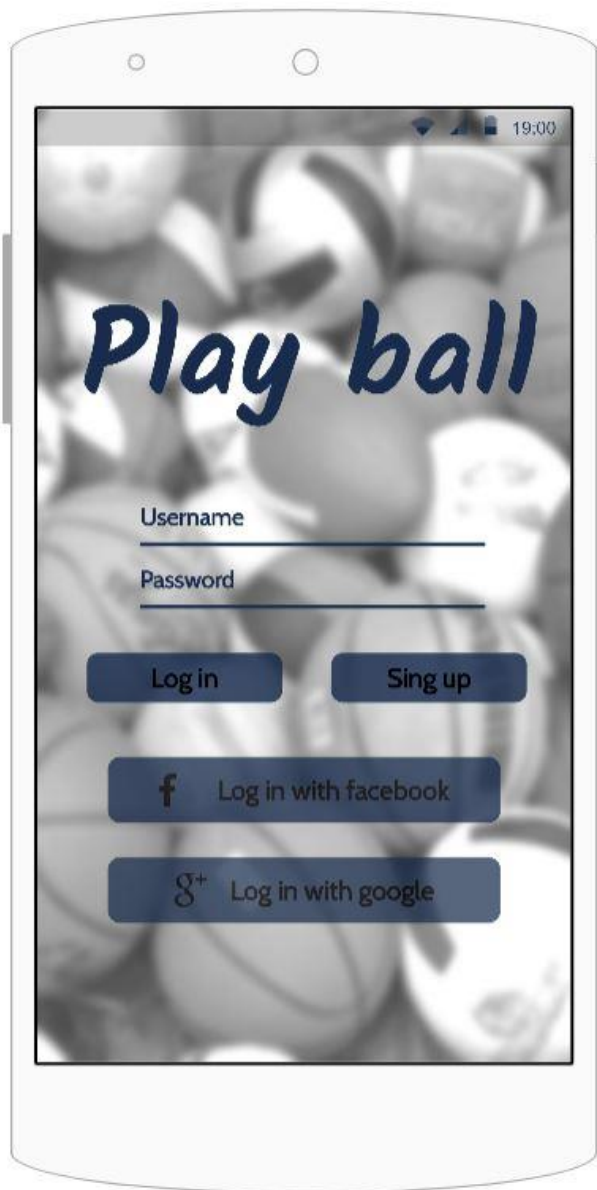 19:00
Play ball
Username
Password
Log in
Sing up
f Log in with facebook
g+ Log in with google